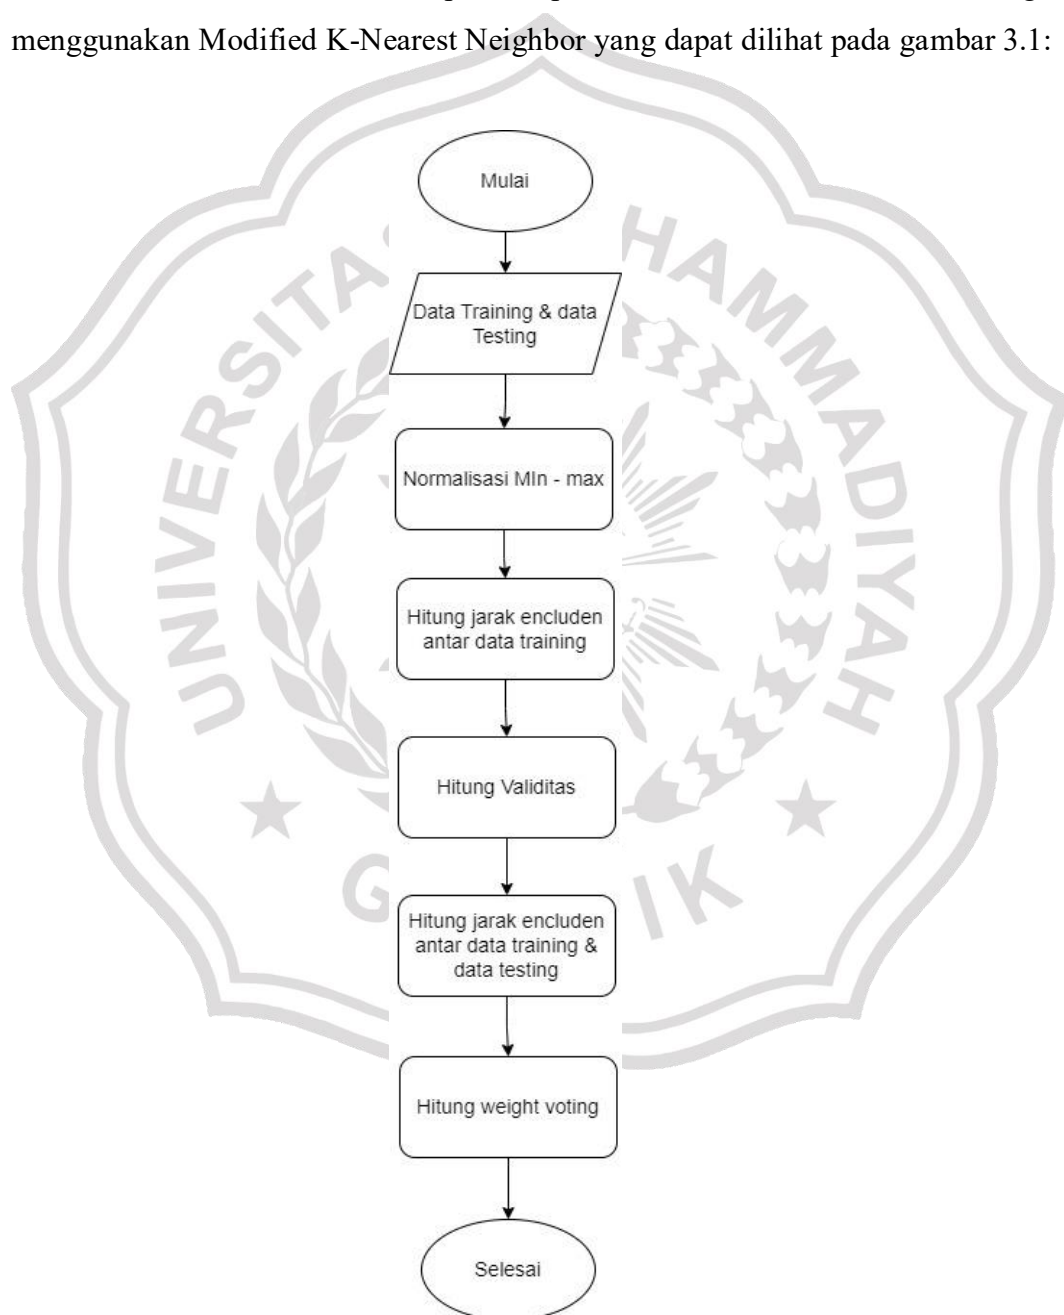 menggunakan Modified K-Nearest Neighbor yang dapat dilihat pada gambar 3.1:
Mulai
UNIVERSITAS MUHAMMADIYAH
Data Training & data
Testing
Normalisasi MIn - max
Hitung jarak encluden
antar data training
Hitung Validitas
Hitung jarak encluden
antar data training &
data testing
Hitung weight voting
Selesai